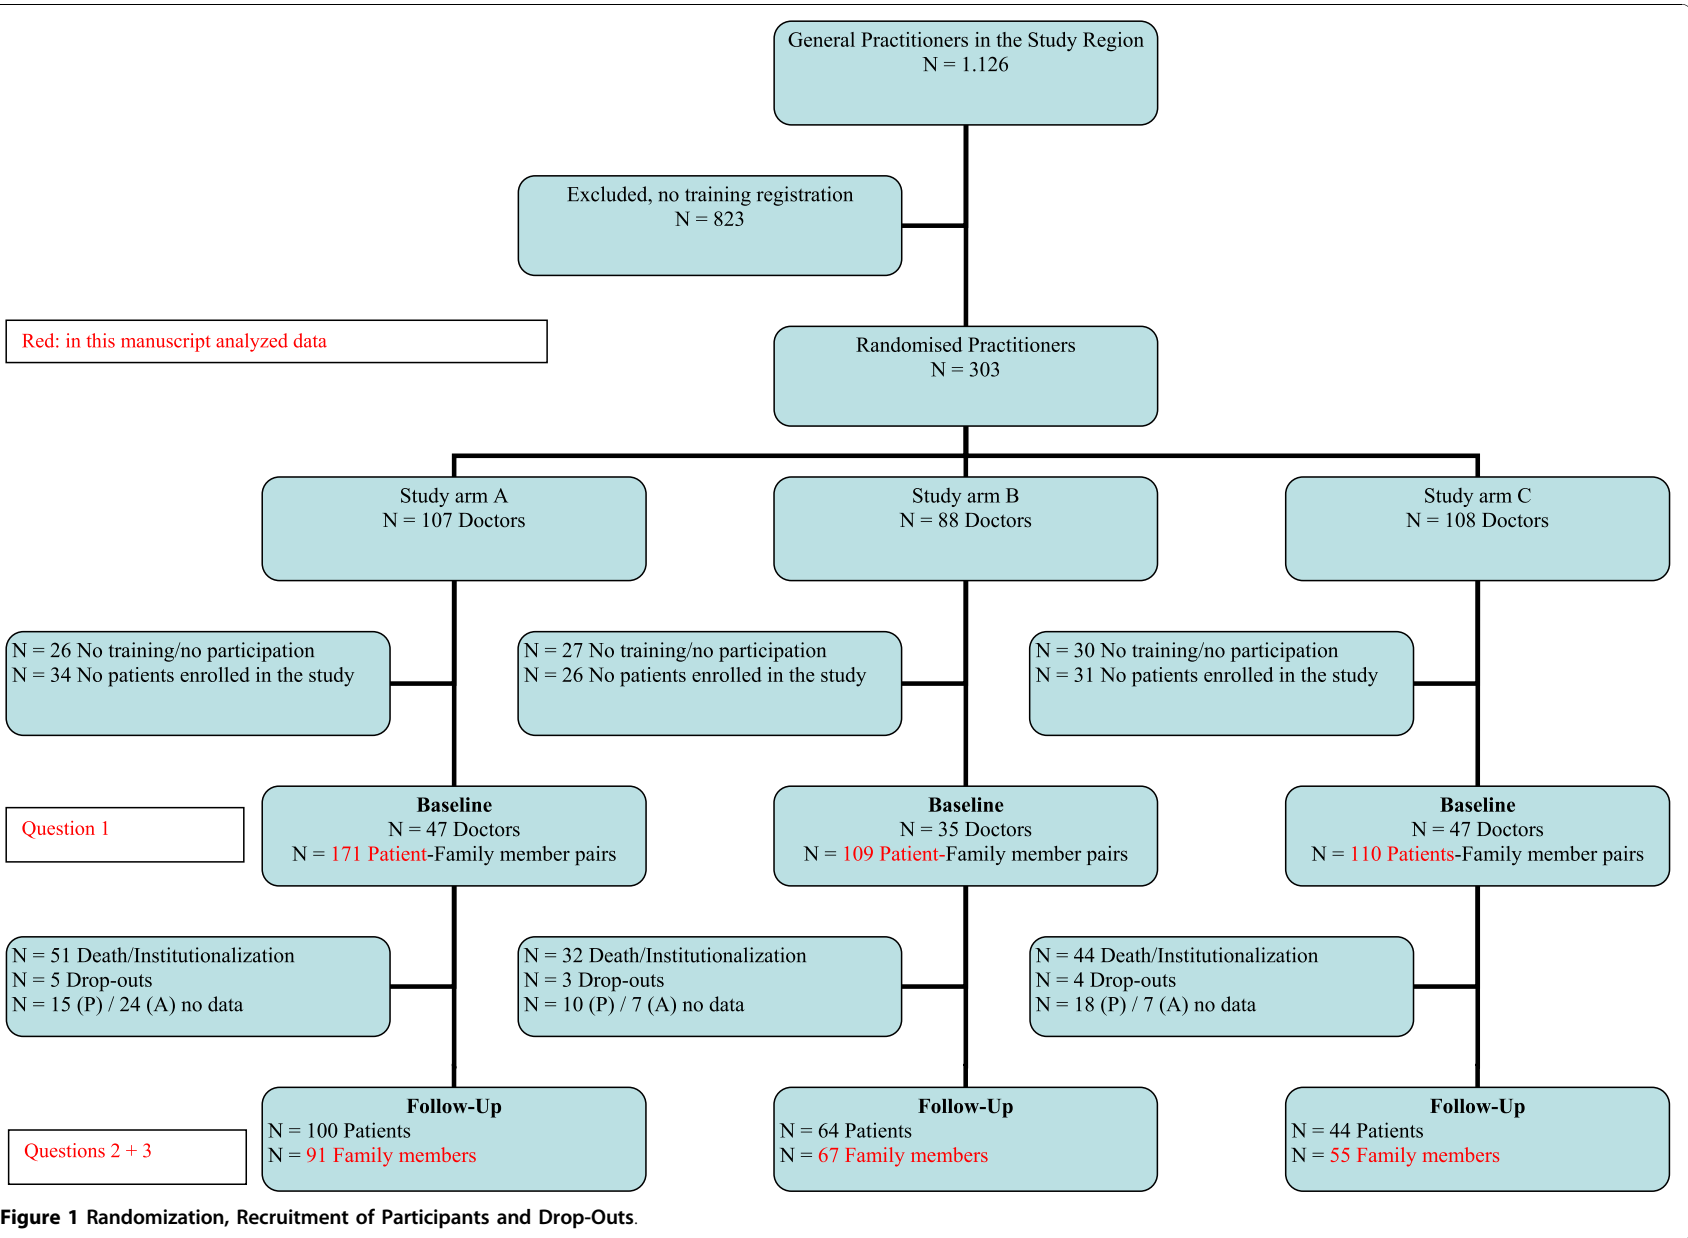 General Practitioners in the Study Region
N = 1.126
Excluded, no training registration
N = 823
Red: in this manuscript analyzed data
Randomised Practitioners
N = 303
Study arm A
N = 107 Doctors
Study arm B
N = 88 Doctors
Study arm C
N = 108 Doctors
N = 26 No training/no participation
N = 34 No patients enrolled in the study
N = 27 No training/no participation
N = 26 No patients enrolled in the study
N = 30 No training/no participation
N = 31 No patients enrolled in the study
Question 1
Baseline
N = 47 Doctors
N = 171 Patient-Family member pairs
Baseline
N = 35 Doctors
N = 109 Patient-Family member pairs
Baseline
N = 47 Doctors
N = 110 Patients-Family member pairs
N = 51 Death/Institutionalization
N = 5 Drop-outs
N = 15 (P) / 24 (A) no data
N = 32 Death/Institutionalization
N = 3 Drop-outs
N = 10 (P) / 7 (A) no data
N = 44 Death/Institutionalization
N = 4 Drop-outs
N = 18 (P) / 7 (A) no data
Questions 2 + 3
Follow-Up
N = 100 Patients
N = 91 Family members
Follow-Up
N = 64 Patients
N = 67 Family members
Follow-Up
N = 44 Patients
N = 55 Family members
Figure 1 Randomization, Recruitment of Participants and Drop-Outs.